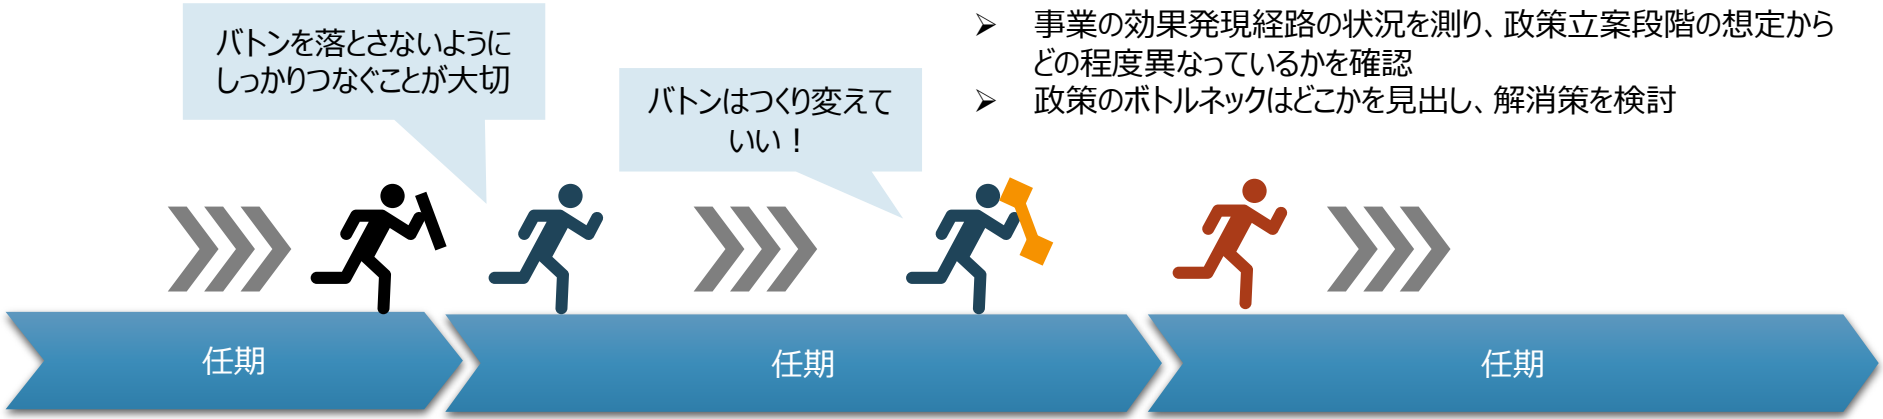 バトンを落とさないように
しっかりつなぐことが大切
バトンはつくり変えて
いい！
➢ 事業の効果発現経路の状況を測り、政策立案段階の想定から
どの程度異なっているかを確認
➢ 政策のボトルネックはどこかを見出し、解消策を検討
任期
任期
任期